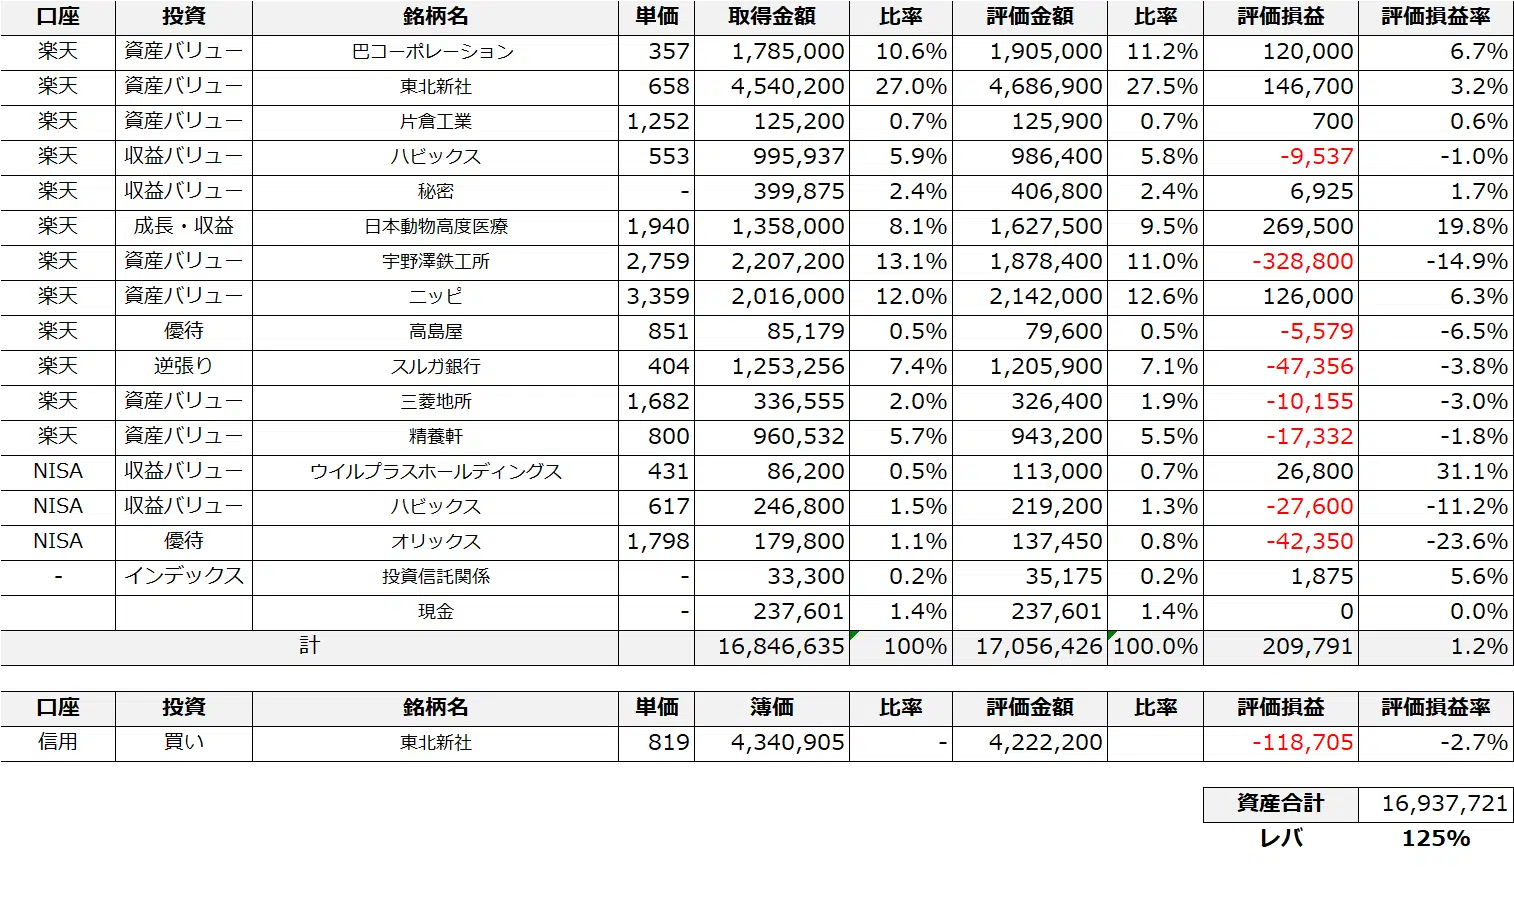 口座 投資 銘柄名 単価 取得金額 比率 評価金額 比率 評価損益 評価損益率
楽天 資産バリュー 巴コーポレーション 357 1,785,000 10.6% 1,905,000 11.2% 120,000 6.7%
楽天 資産バリュー 東北新社 658 4,540,200 27.0% 4,686,900 27.5% 146,700 3.2%
楽天 資産バリュー 片倉工業 1,252 125,200 0.7% 125,900 0.7% 700 0.6%
楽天 収益バリュー ハビックス 553 995,937 5.9% 986,400 5.8% -9,537 -1.0%
楽天 収益バリュー 秘密 - 399,875 2.4% 406,800 2.4% 6,925 1.7%
楽天 成長・収益 日本動物高度医療 1,940 1,358,000 8.1% 1,627,500 9.5% 269,500 19.8%
楽天 資産バリュー 宇野澤鉄工所 2,759 2,207,200 13.1% 1,878,400 11.0% -328,800 -14.9%
楽天 資産バリュー ニッピ 3,359 2,016,000 12.0% 2,142,000 12.6% 126,000 6.3%
楽天 優待 高島屋 851 85,179 0.5% 79,600 0.5% -5,579 -6.5%
楽天 逆張り スルガ銀行 404 1,253,256 7.4% 1,205,900 7.1% -47,356 -3.8%
楽天 資産バリュー 三菱地所 1,682 336,555 2.0% 326,400 1.9% -10,155 -3.0%
楽天 資産バリュー 精養軒 800 960,532 5.7% 943,200 5.5% -17,332 -1.8%
NISA 収益バリュー ウイルプラスホールディングス 431 86,200 0.5% 113,000 0.7% 26,800 31.1%
NISA 収益バリュー ハビックス 617 246,800 1.5% 219,200 1.3% -27,600 -11.2%
NISA 優待 オリックス 1,798 179,800 1.1% 137,450 0.8% -42,350 -23.6%
- インデックス 投資信託関係 - 33,300 0.2% 35,175 0.2% 1,875 5.6%
現金 - 237,601 1.4% 237,601 1.4% 0 0.0%
計 16,846,635 100% 17,056,426 100.0% 209,791 1.2%
口座 投資 銘柄名 単価 簿価 比率 評価金額 比率 評価損益 評価損益率
信用 買い 東北新社 819 4,340,905 - 4,222,200 -118,705 -2.7%
資産合計 16,937,721
レバ 125%